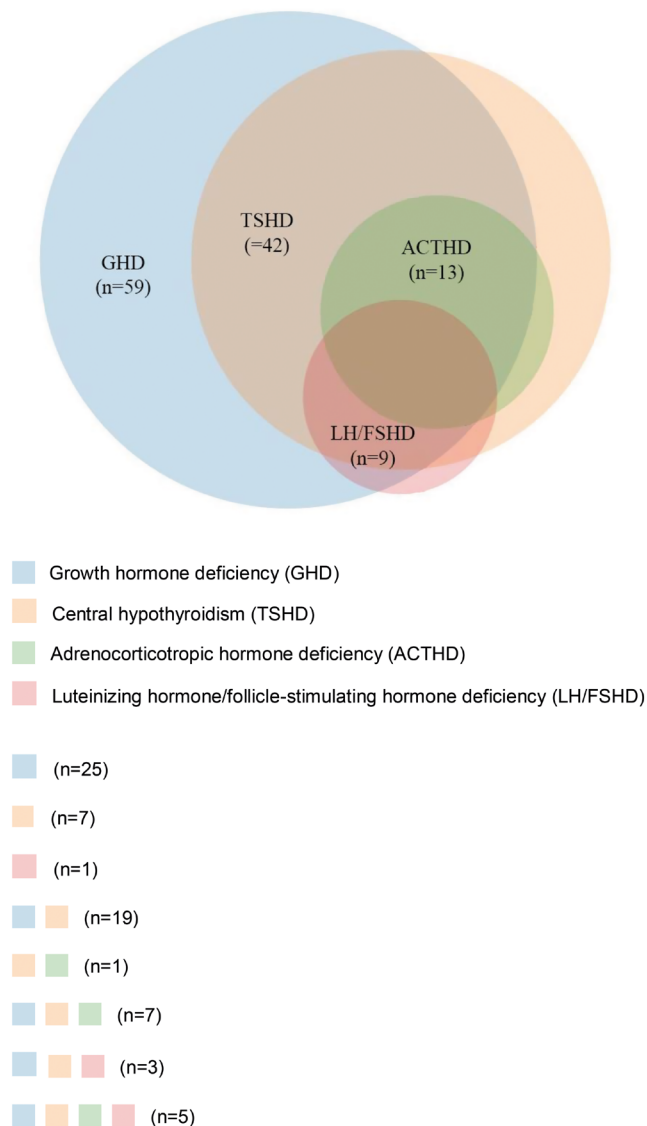 TSHD
(=42)
ACTHD
(n=13)
GHD
(n=59)
LH/FSHD
(n=9)
Growth hormone deficiency (GHD)
Central hypothyroidism (TSHD)
Adrenocorticotropic hormone deficiency (ACTHD)
Luteinizing hormone/follicle-stimulating hormone deficiency (LH/FSHD)
(n=25)
(n=7)
(n=1)
(n=19)
(n=1)
(n=7)
(n=3)
(n=5)